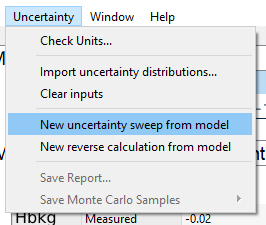 Uncertainty Window Help
Check Units...
Import uncertainty distributions...
Clear inputs
New uncertainty sweep from model
New reverse calculation from model
Save Report...
Save Monte Carlo Samples
Hbkg Measured -0.02